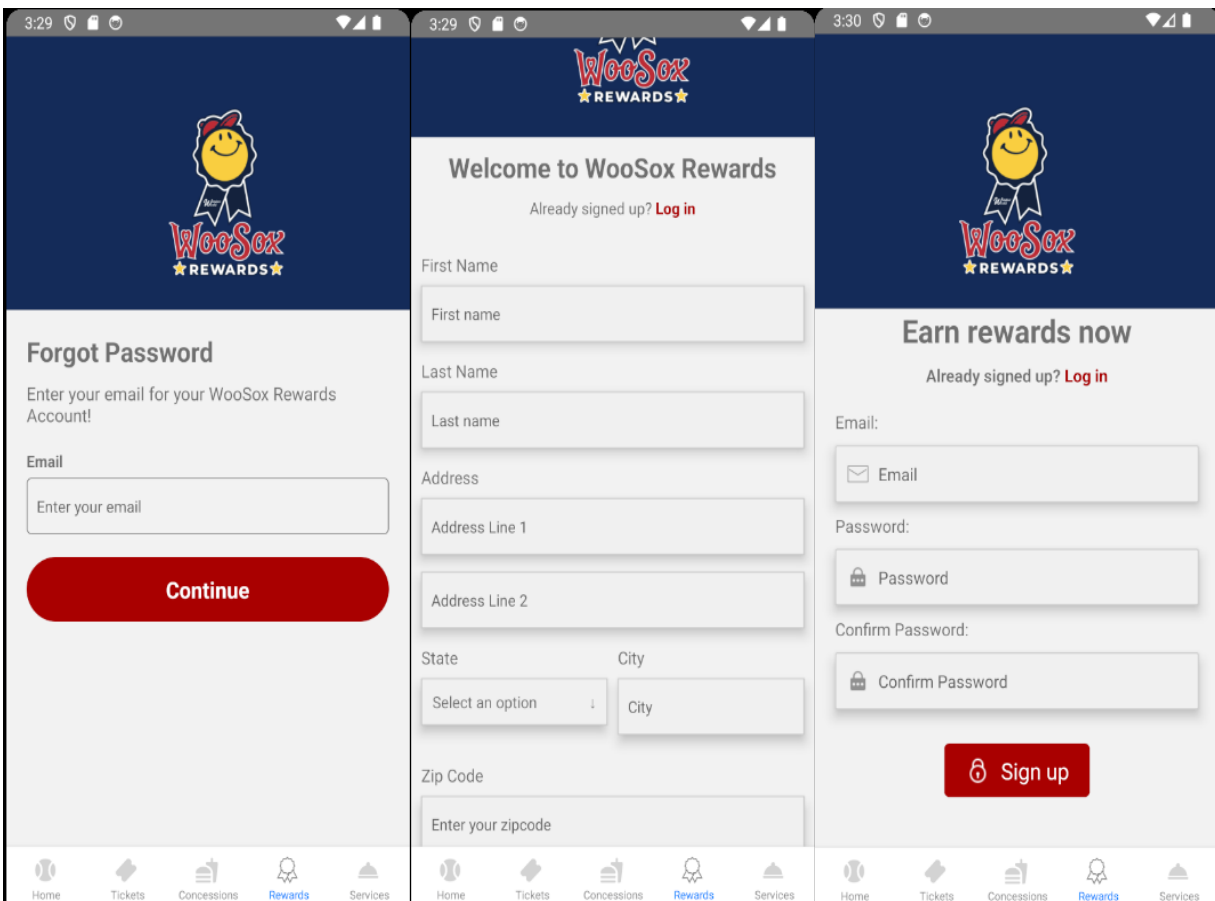 3:29
WooSox
REWARDS
Forgot Password
Enter your email for your WooSox Rewards
Account!
Email
Enter your email
Continue
Home
Tickets
Concessions
Rewards
Services
3:29
WooSox
REWARDS
Welcome to WooSox Rewards
Already signed up? Log in
First Name
First name
Last Name
Last name
Address
Address Line 1
Address Line 2
State
City
Select an option ↓
City
Zip Code
Enter your zipcode
Home
Tickets
Concessions
Rewards
Services
3:30
WooSox
REWARDS
Earn rewards now
Already signed up? Log in
Email:
Email
Password:
Password
Confirm Password:
Confirm Password
Sign up
Home
Tickets
Concessions
Rewards
Services